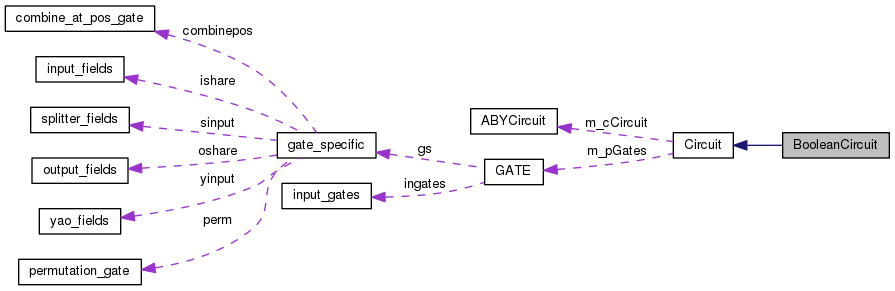 combine_at_pos_gate
combinepos
input_fields
ishare
splitter_fields
sinput
ABYCircuit
m_cCircuit
gate_specific
gs
Circuit
BooleanCircuit
oshare
m_pGates
output_fields
GATE
yinput
ingates
input_gates
yao_fields
perm
permutation_gate